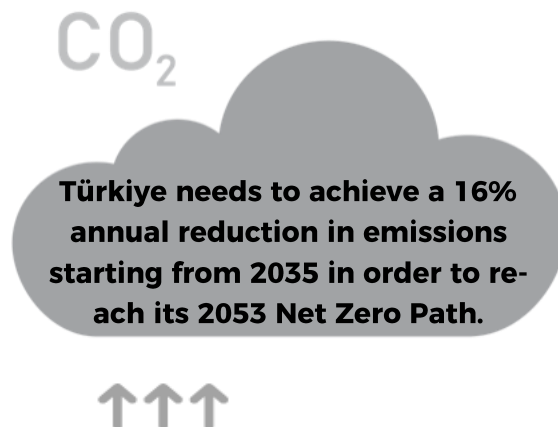 CO₂
Türkiye needs to achieve a 16%
annual reduction in emissions
starting from 2035 in order to re-
ach its 2053 Net Zero Path.